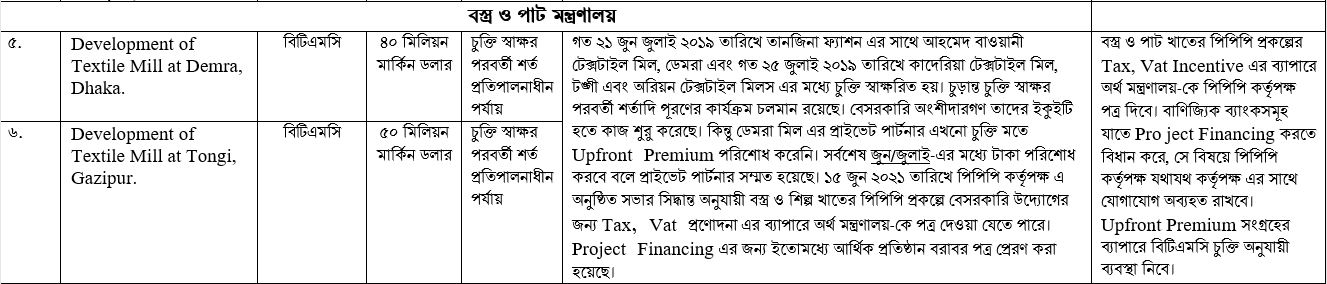 বস্ত্র ও পাট মন্ত্রণালয়
৫.
Development of
Textile Mill at Demra,
Dhaka.
বিটিএমসি
৪০ মিলিয়ন
মার্কিন ডলার
চুক্তি স্বাক্ষর
পরবর্তী শর্ত
প্রতিপালনাধীন
পর্যায়
৬.
Development of
Textile Mill at Tongi,
Gazipur.
বিটিএমসি
৫০ মিলিয়ন
মার্কিন ডলার
চুক্তি স্বাক্ষর
পরবর্তী শর্ত
প্রতিপালনাধীন
পর্যায়
গত ২১ জুন জুলাই ২০১৯ তারিখে তানজিনা ফ্যাশন এর সাথে আহমেদ বাওয়ানী
টেক্সটাইল মিল, ডেমরা এবং গত ২৫ জুলাই ২০১৯ তারিখে কাদেরিয়া টেক্সটাইল মিল,
টঙ্গী এবং অরিয়ন টেক্সটাইল মিলস এর মধ্যে চুক্তি স্বাক্ষরিত হয়। চুড়ান্ত চুক্তি স্বাক্ষর
পরবর্তী শর্তাদি পূরণের কার্যক্রম চলমান রয়েছে। বেসরকারি অংশীদারগণ তাদের ইকুইটি
হতে কাজ শুরু করেছে। কিন্তু ডেমরা মিল এর প্রাইভেট পার্টনার এখনো চুক্তি মতে
Upfront Premium পরিশোধ করেনি। সর্বশেষ জুন/জুলাই-এর মধ্যে টাকা পরিশোধ
করবে বলে প্রাইভেট পার্টনার সম্মত হয়েছে। ১৫ জুন ২০২১ তারিখে পিপিপি কর্তৃপক্ষ এ
অনুষ্ঠিত সভার সিদ্ধান্ত অনুযায়ী বস্ত্র ও শিল্প খাতের পিপিপি প্রকল্পে বেসরকারি উদ্যোগের
জন্য Tax, Vat প্রণোদনা এর ব্যাপারে অর্থ মন্ত্রণালয়-কে পত্র দেওয়া যেতে পারে।
Project Financing এর জন্য ইতোমধ্যে আর্থিক প্রতিষ্ঠান বরাবর পত্র প্রেরণ করা
হয়েছে।
বস্ত্র ও পাট খাতের পিপিপি প্রকল্পের
Tax, Vat Incentive এর ব্যাপারে
অর্থ মন্ত্রণালয়-কে পিপিপি কর্তৃপক্ষ
পত্র দিবে। বাণিজ্যিক ব্যাংকসমূহ
যাতে Pro ject Financing করতে
বিধান করে, সে বিষয়ে পিপিপি
কর্তৃপক্ষ যথাযথ কর্তৃপক্ষ এর সাথে
যোগাযোগ অব্যহত রাখবে।
Upfront Premium সংগ্রহের
ব্যাপারে বিটিএমসি চুক্তি অনুযায়ী
ব্যবস্থা নিবে।